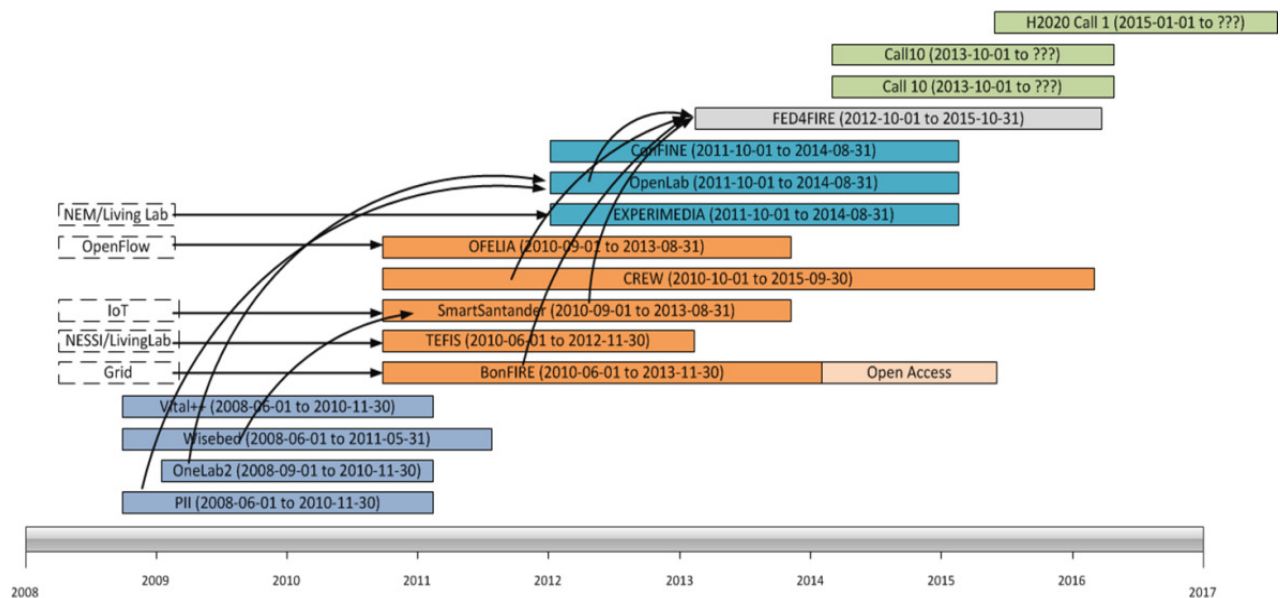 H2020 Call 1 (2015-01-01 to ???)
Call10 (2013-10-01 to ???)
Call 10 (2013-10-01 to ???)
FED4FIRE (2012-10-01 to 2015-10-31)
ConFINE (2011-10-01 to 2014-08-31)
OpenLab (2011-10-01 to 2014-08-31)
NEM/Living Lab
EXPERIMEDIA (2011-10-01 to 2014-08-31)
OpenFlow
OFELIA (2010-09-01 to 2013-08-31)
CREW (2010-10-01 to 2015-09-30)
IoT
SmartSantander (2010-09-01 to 2013-08-31)
NESSI/LivingLab
TEFIS (2010-06-01 to 2012-11-30)
Grid
BonFIRE (2010-06-01 to 2013-11-30)
Open Access
Vital++ (2008-06-01 to 2010-11-30)
Wisebed (2008-06-01 to 2011-05-31)
OneLab2 (2008-09-01 to 2010-11-30)
PII (2008-06-01 to 2010-11-30)
2008 2009 2010 2011 2012 2013 2014 2015 2016 2017